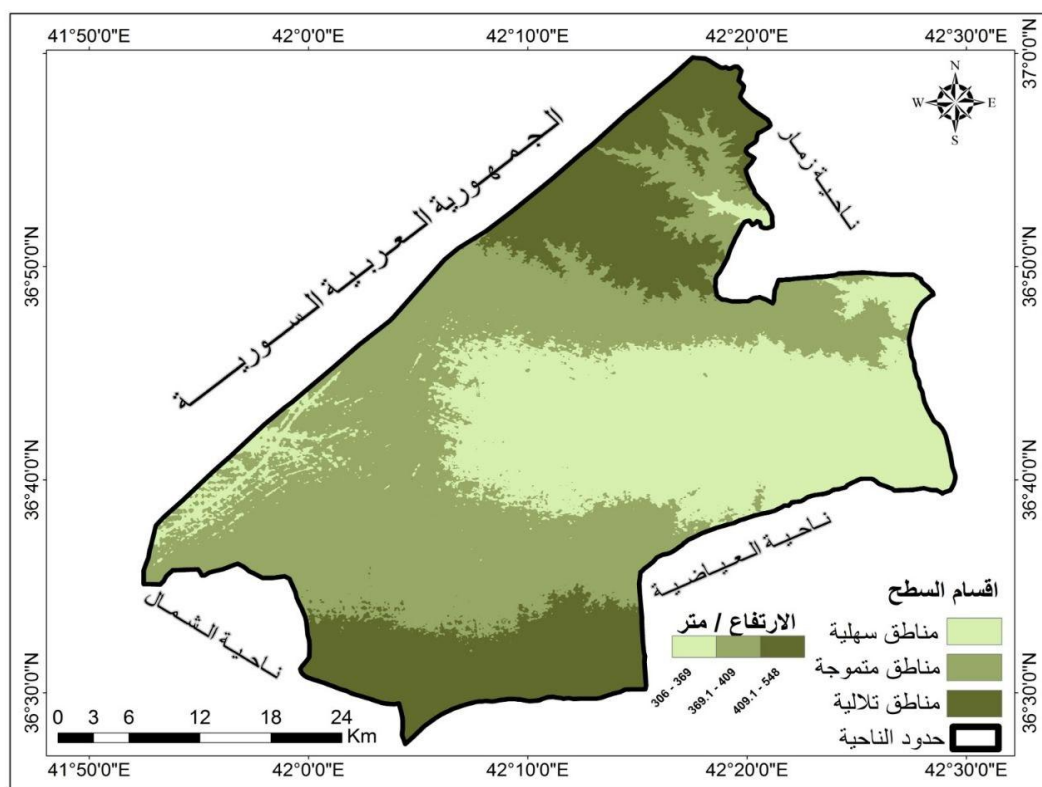 41°50'0"E 42°0'0"E 42°10'0"E 42°20'0"E 42°30'0"E
37°0'0"N
36°50'0"N
36°40'0"N
36°30'0"N
N
W E
S
الجمهورية العربية السورية
ناحية زمار
36°50'0"N
36°40'0"N
ناحية العياضية
ناحية الشمال
اقسام السطح
مناطق سهلية
مناطق متموجة
مناطق تلالية
حدود الناحية
الارتفاع / متر
306 - 369
369.1 - 409
409.1 - 548
36°30'0"N
0 3 6 12 18 24
Km
41°50'0"E 42°0'0"E 42°10'0"E 42°20'0"E 42°30'0"E